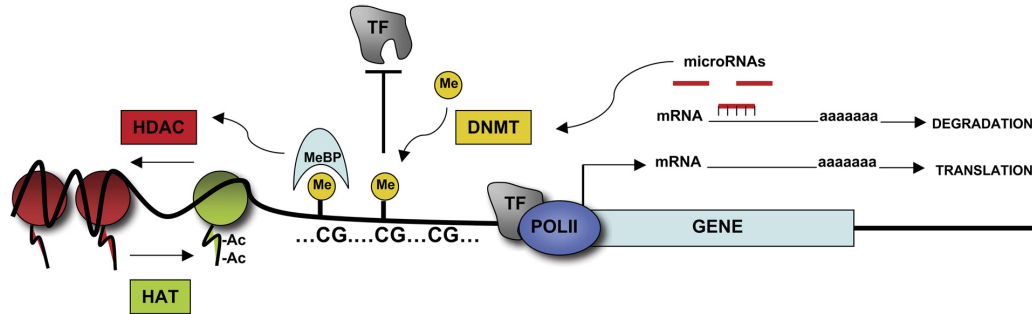 TF
microRNAs
Me
mRNA
aaaaaaa
DEGRADATION
HDAC
DNMT
MeBP
mRNA
aaaaaaa
TRANSLATION
Me
Me
TF
POLII
GENE
...CG....CG...CG...
-Ac
-Ac
HAT